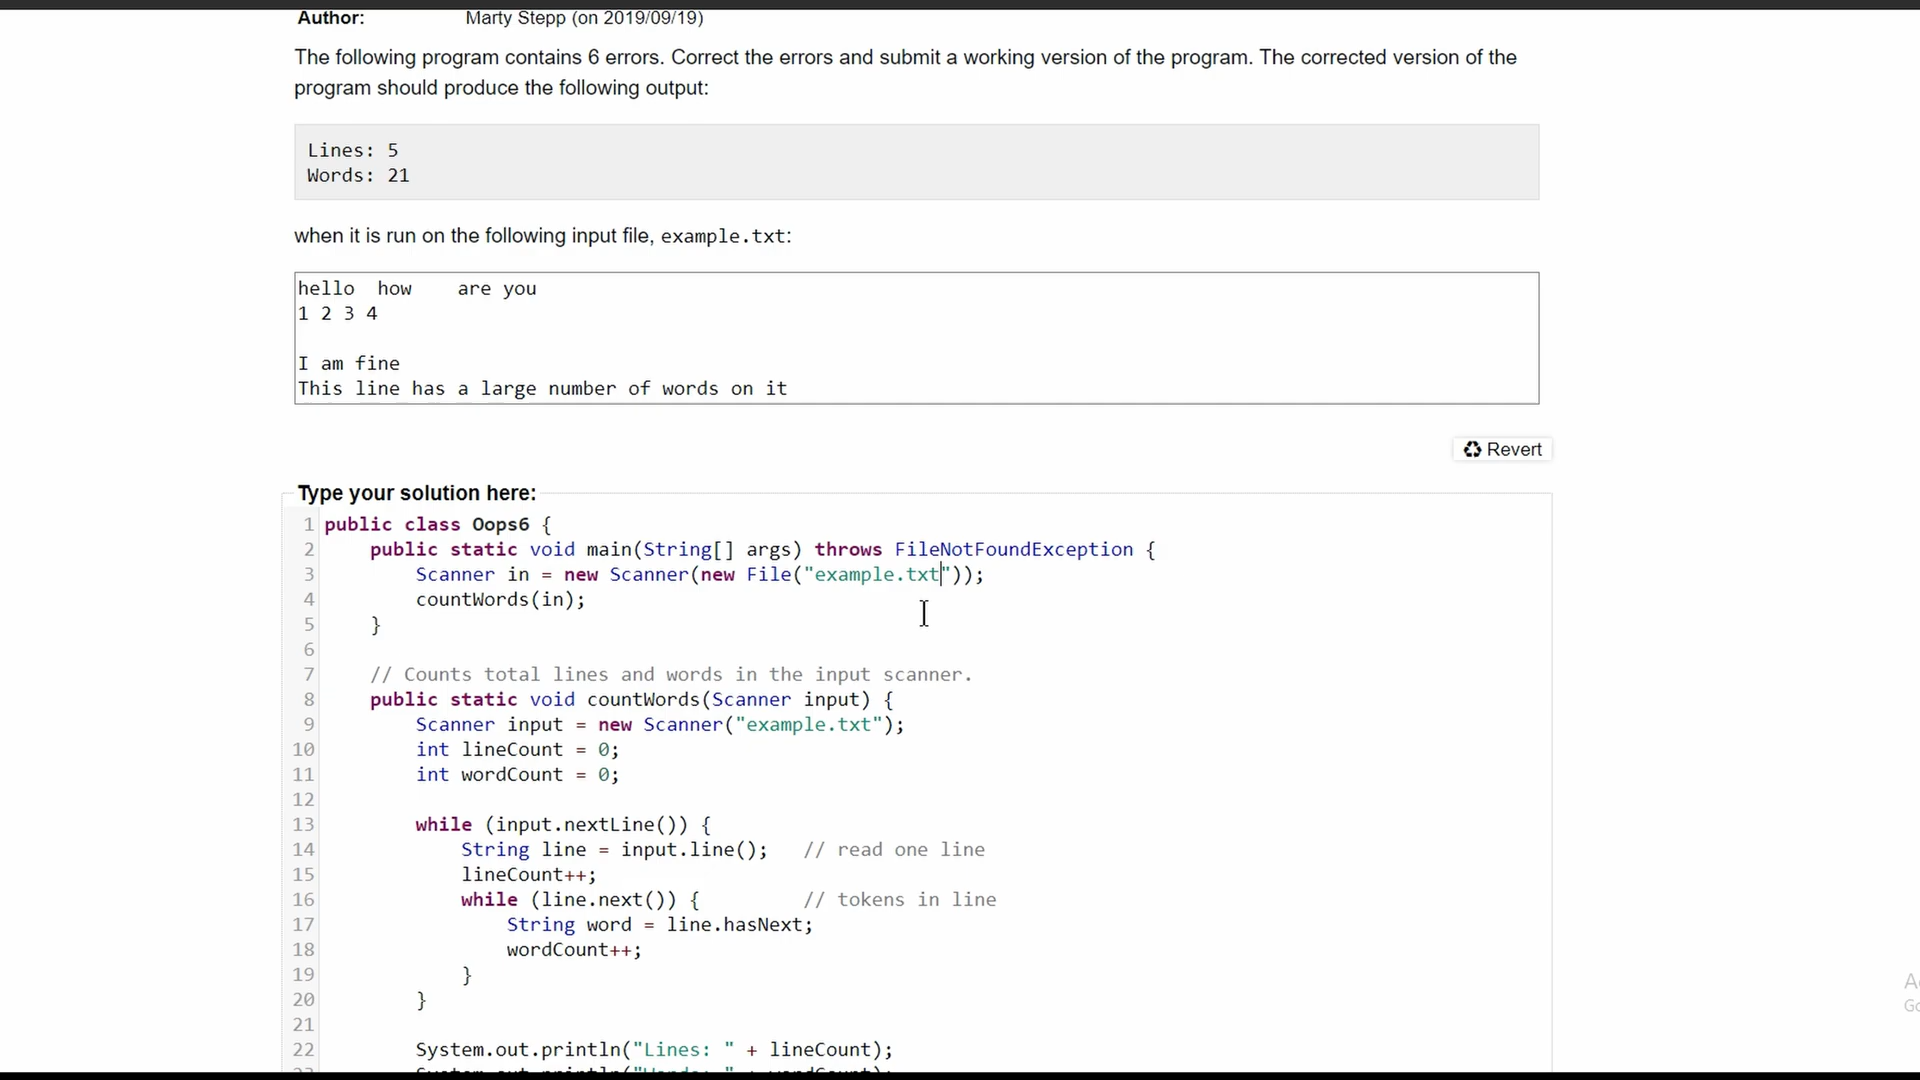 Author: Marty Stepp (on 2019/09/19)
The following program contains 6 errors. Correct the errors and submit a working version of the program. The corrected version of the
program should produce the following output:
Lines: 5
Words: 21
when it is run on the following input file, example.txt:
hello  how    are you
1 2 3 4
I am fine
This line has a large number of words on it
Revert
Type your solution here:
1 public class Oops6 {
2     public static void main(String[] args) throws FileNotFoundException {
3         Scanner in = new Scanner(new File("example.txt"));
4         countWords(in);
5     }
6
7     // Counts total lines and words in the input scanner.
8     public static void countWords(Scanner input) {
9         Scanner input = new Scanner("example.txt");
10         int lineCount = 0;
11         int wordCount = 0;
12
13         while (input.nextLine()) {
14             String line = input.line();   // read one line
15             lineCount++;
16             while (line.next()) {         // tokens in line
17                 String word = line.hasNext;
18                 wordCount++;
19             }
20         }
21
22         System.out.println("Lines: " + lineCount);